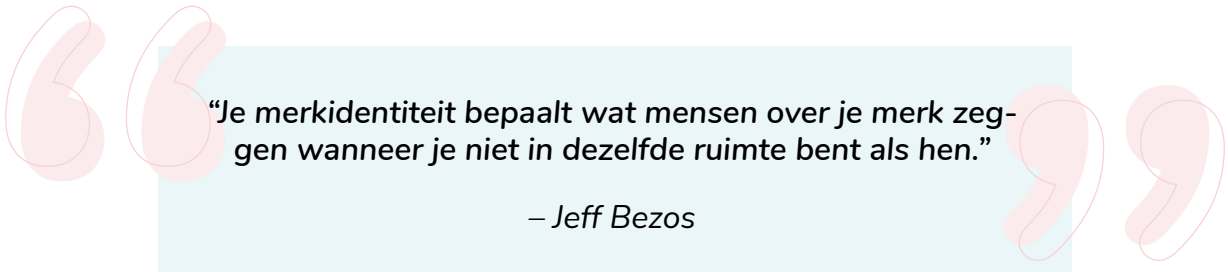 “Je merkidentiteit bepaalt wat mensen over je merk zeg-
gen wanneer je niet in dezelfde ruimte bent als hen.”
– Jeff Bezos